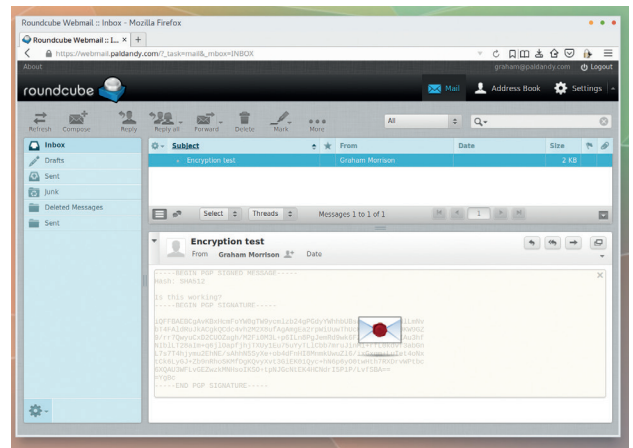 Roundcube Webmail :: Inbox - Mozilla Firefox
Roundcube Webmail :: I... × +
https://webmail.paldandy.com/?_task=mail&_mbox=INBOX
About graham@paldandy.com Logout
roundcube Mail Address Book Settings
Refresh Compose Reply Reply all Forward Delete Mark More All
Inbox Subject From Date Size
Drafts Encryption test Graham Morrison 2 KB
Sent
Junk
Deleted Messages
Sent Select Threads Messages 1 to 1 of 1 1
Encryption test
From Graham Morrison Date
-----BEGIN PGP SIGNED MESSAGE-----
Hash: SHA512
Is this working?
-----BEGIN PGP SIGNATURE-----
-----END PGP SIGNATURE-----